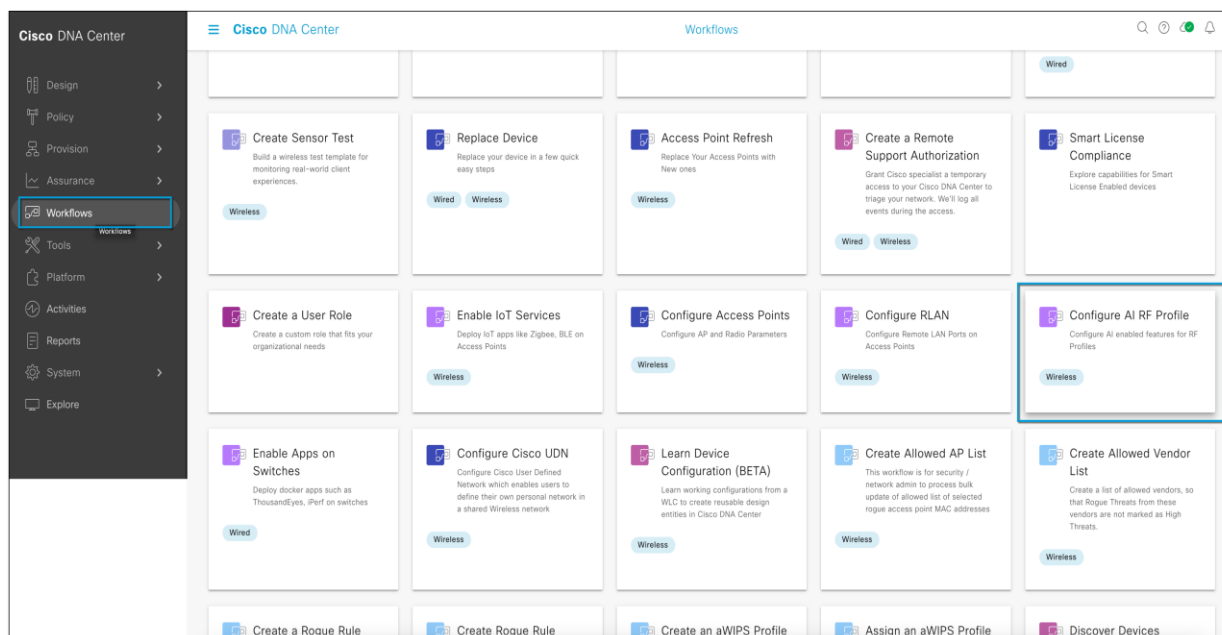 Cisco DNA Center
Design
Policy
Provision
Assurance
Workflows
Workflows
Tools
Platform
Activities
Reports
System
Explore
Cisco DNA Center
Workflows
Wired
Create Sensor Test
Build a wireless test template for
monitoring real-world client
experiences.
Wireless
Replace Device
Replace your device in a few quick
easy steps
Wired Wireless
Access Point Refresh
Replace Your Access Points with
New ones
Wireless
Create a Remote
Support Authorization
Grant Cisco specialist a temporary
access to your Cisco DNA Center to
triage your network. We'll log all
events during the access.
Wired Wireless
Smart License
Compliance
Explore capabilities for Smart
License Enabled devices
Create a User Role
Create a custom role that fits your
organizational needs
Enable IoT Services
Deploy IoT apps like Zigbee, BLE on
Access Points
Wireless
Configure Access Points
Configure AP and Radio Parameters
Wireless
Configure RLAN
Configure Remote LAN Ports on
Access Points
Wireless
Configure AI RF Profile
Configure AI enabled features for RF
Profiles
Wireless
Enable Apps on
Switches
Deploy docker apps such as
ThousandEyes, iPerf on switches
Wired
Configure Cisco UDN
Configure Cisco User Defined
Network which enables users to
define their own personal network in
a shared Wireless network
Wireless
Learn Device
Configuration (BETA)
Learn working configurations from a
WLC to create reusable design
entities in Cisco DNA Center
Wireless
Create Allowed AP List
This workflow is for security /
network admin to process bulk
update of allowed list of selected
rogue access point MAC addresses
Wireless
Create Allowed Vendor
List
Create a list of allowed vendors, so
that Rogue Threats from these
vendors are not marked as High
Threats.
Wireless
Create a Rogue Rule
Create Rogue Rule
Create an aWIPS Profile
Assign an aWIPS Profile
Discover Devices